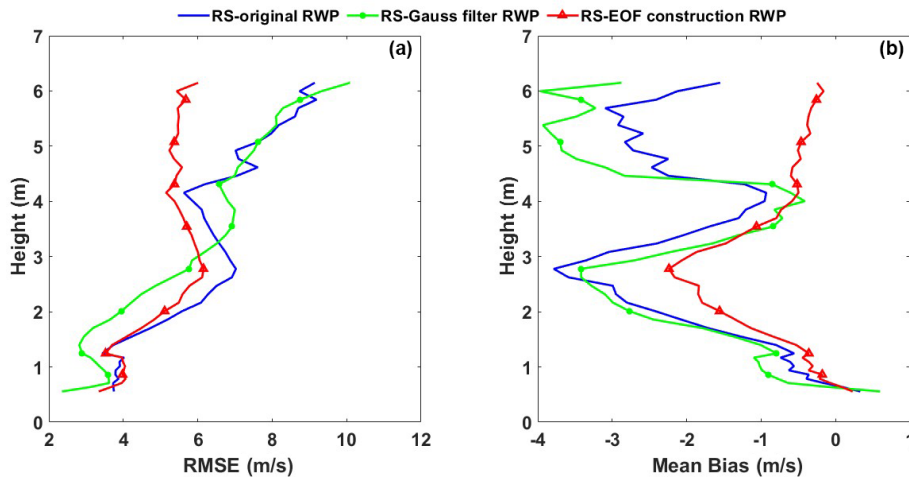 RS-original RWP RS-Gauss filter RWP RS-EOF construction RWP
(a)
7
6
5
4
3
2
1
0
Height (m)
2 4 6 8 10 12
RMSE (m/s)
(b)
7
6
5
4
3
2
1
0
Height (m)
-4 -3 -2 -1 0 1
Mean Bias (m/s)